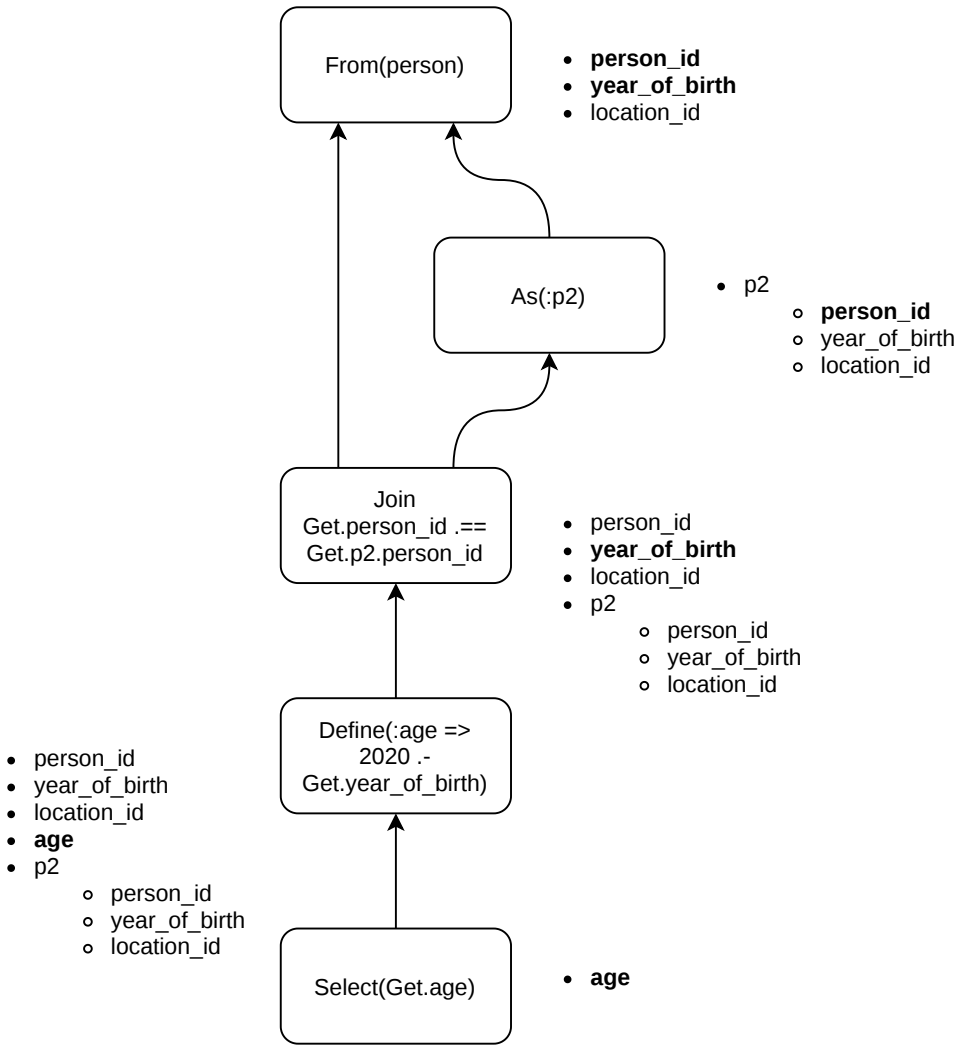 From(person)
person_id
year_of_birth
location_id
As(:p2)
p2
person_id
year_of_birth
location_id
Join
Get.person_id .==
Get.p2.person_id
person_id
year_of_birth
location_id
p2
person_id
year_of_birth
location_id
Define(:age =>
2020 .-
Get.year_of_birth)
person_id
year_of_birth
location_id
age
p2
person_id
year_of_birth
location_id
Select(Get.age)
age